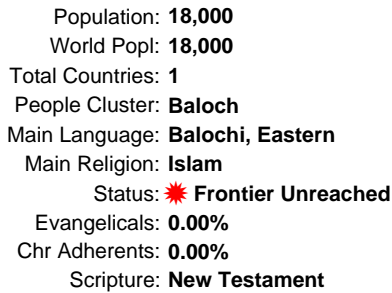 Population: 18,000
World Popl: 18,000
Total Countries: 1
People Cluster: Baloch
Main Language: Balochi, Eastern
Main Religion: Islam
Status: Frontier Unreached
Evangelicals: 0.00%
Chr Adherents: 0.00%
Scripture: New Testament